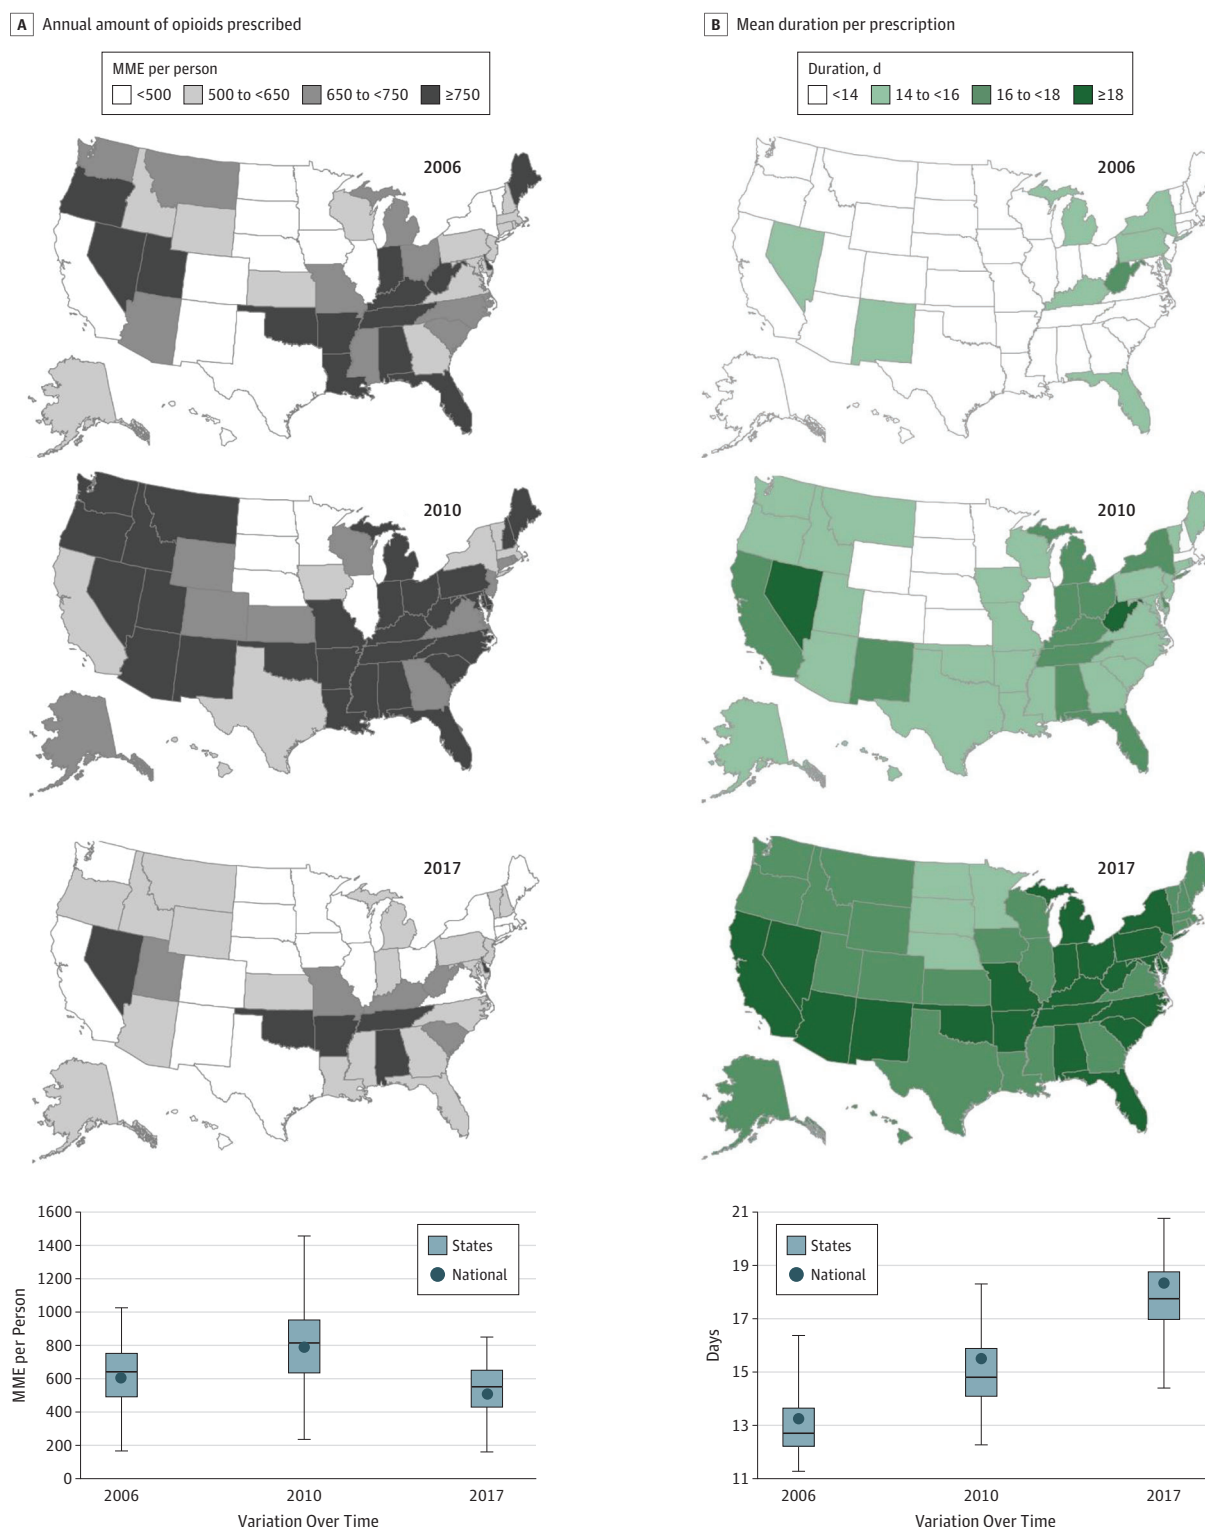 A Annual amount of opioids prescribed
MME per person
<500 500 to <650 650 to <750 ≥750
2006
2010
2017
1600
1400
1200
1000
800
600
400
200
0
MME per Person
States
National
2006 2010 2017
Variation Over Time
B Mean duration per prescription
Duration, d
<14 14 to <16 16 to <18 ≥18
2006
2010
2017
21
19
17
15
13
11
Days
States
National
2006 2010 2017
Variation Over Time